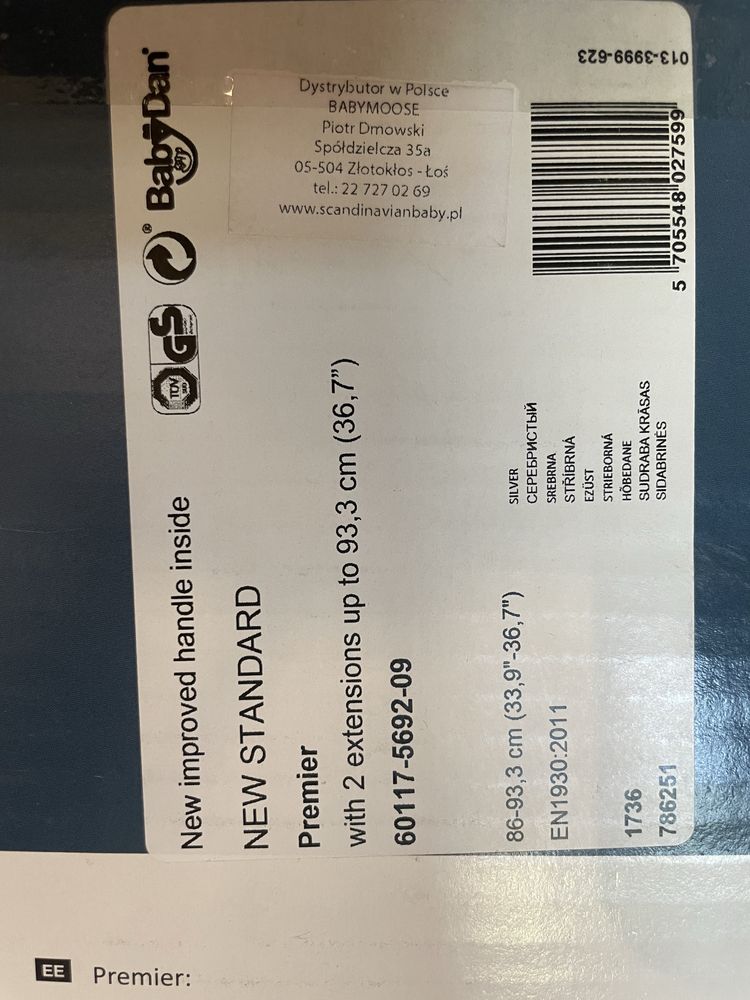 BabyDan®
Dystrybutor w Polsce
BABYMOOSE
Piotr Dmowski
Spółdzielcza 35a
05-504 Złotokłos - Łoś
tel.: 22 727 02 69
www.scandinavianbaby.pl
013-3999-623
5 705548 027599
TÜV
SÜD
GS
New improved handle inside
NEW STANDARD
Premier
with 2 extensions up to 93,3 cm (36,7")
60117-5692-09
86-93,3 cm (33,9"-36,7")
EN1930:2011
1736
786251
SILVER
СЕРЕБРИСТЫЙ
SREBRNA
STŘÍBRNÁ
EZÜST
STRIEBORNÁ
HÕBEDANE
SUDRABA KRĀSAS
SIDABRINĖS
EE
Premier: